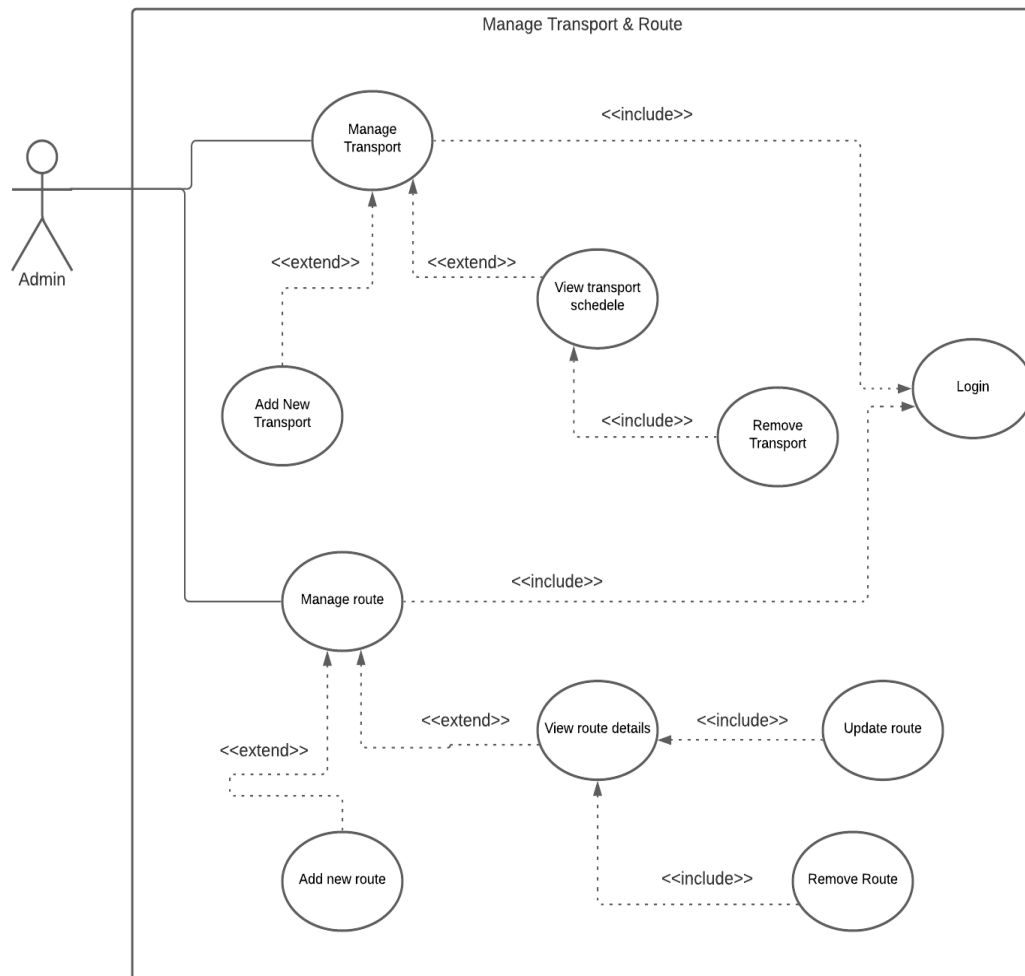 Manage Transport & Route
Manage
Transport
<<include>>
Admin
<<extend>>
<<extend>>
View transport
schedele
Add New
Transport
<<include>>
Remove
Transport
Login
Manage route
<<include>>
<<extend>>
<<extend>>
View route details
<<include>>
Update route
Add new route
<<include>>
Remove Route